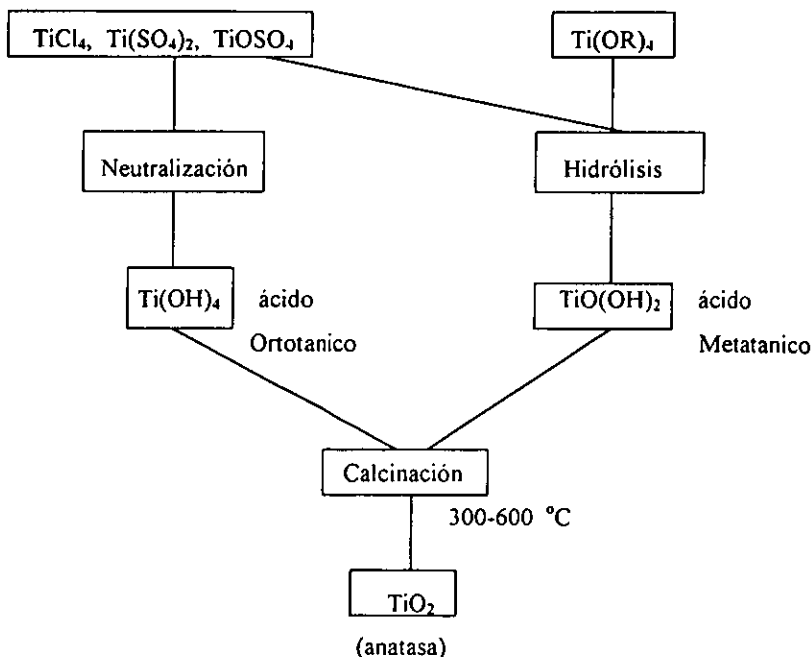 TiCl₄, Ti(SO₄)₂, TiOSO₄
Ti(OR)₄
Neutralización
Hidrólisis
Ti(OH)₄ ácido
Ortotanico
TiO(OH)₂ ácido
Metatanico
Calcinación
300-600 °C
TiO₂
(anatasa)